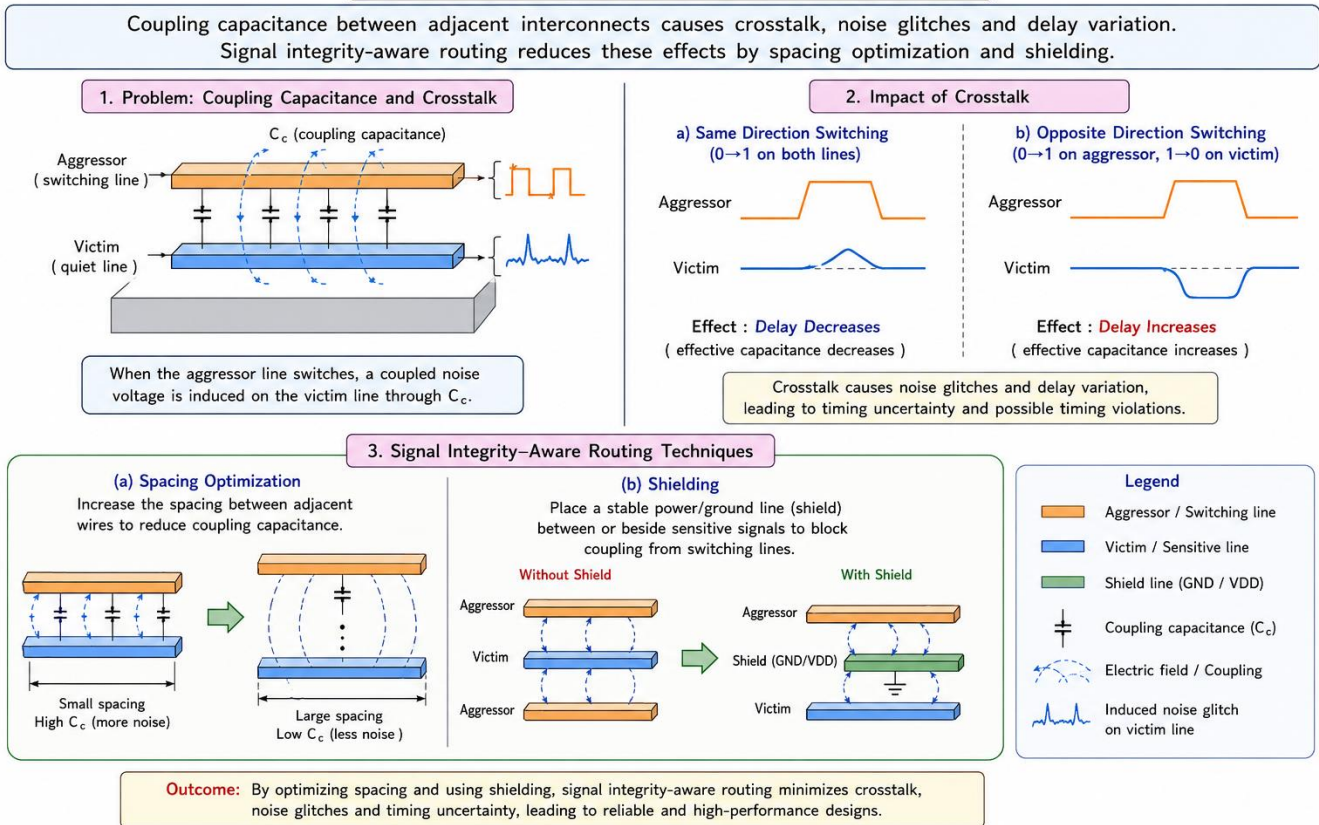 Coupling capacitance between adjacent interconnects causes crosstalk, noise glitches and delay variation.
Signal integrity-aware routing reduces these effects by spacing optimization and shielding.
1. Problem: Coupling Capacitance and Crosstalk
C_c (coupling capacitance)
Aggressor
( switching line )
Victim
( quiet line )
When the aggressor line switches, a coupled noise
voltage is induced on the victim line through C_c.
2. Impact of Crosstalk
a) Same Direction Switching
(0→1 on both lines)
Aggressor
Victim
Effect : Delay Decreases
( effective capacitance decreases )
b) Opposite Direction Switching
(0→1 on aggressor, 1→0 on victim)
Aggressor
Victim
Effect : Delay Increases
( effective capacitance increases )
Crosstalk causes noise glitches and delay variation,
leading to timing uncertainty and possible timing violations.
3. Signal Integrity-Aware Routing Techniques
(a) Spacing Optimization
Increase the spacing between adjacent
wires to reduce coupling capacitance.
Small spacing
High C_c (more noise)
Large spacing
Low C_c (less noise )
(b) Shielding
Place a stable power/ground line (shield)
between or beside sensitive signals to block
coupling from switching lines.
Without Shield
Aggressor
Victim
Aggressor
With Shield
Aggressor
Shield (GND/VDD)
Victim
Legend
Aggressor / Switching line
Victim / Sensitive line
Shield line (GND / VDD)
Coupling capacitance (C_c)
Electric field / Coupling
Induced noise glitch
on victim line
Outcome: By optimizing spacing and using shielding, signal integrity-aware routing minimizes crosstalk,
noise glitches and timing uncertainty, leading to reliable and high-performance designs.